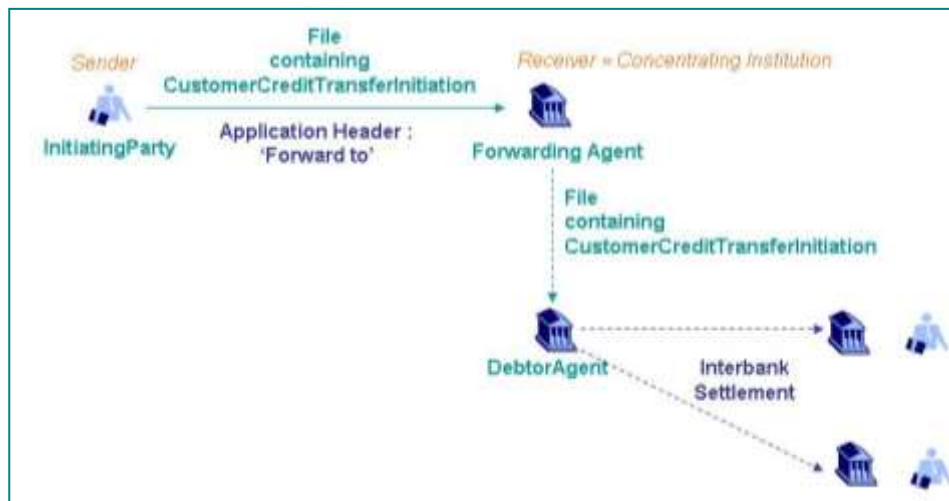 File
containing
CustomerCreditTransferInitiation
Sender
Receiver = Concentrating Institution
InitiatingParty
Application Header :
'Forward to'
Forwarding Agent
File
containing
CustomerCreditTransferInitiation
DebtorAgent
Interbank
Settlement